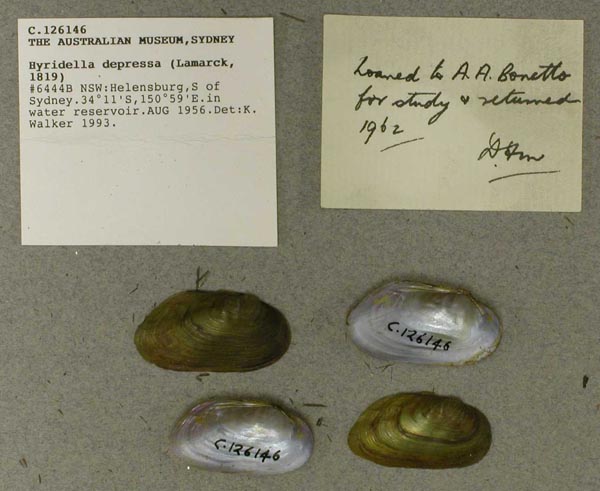 C.126146
THE AUSTRALIAN MUSEUM,SYDNEY
Hyridella depressa (Lamarck,
1819)
#6444B NSW:Helensburg,S of
Sydney.34°11'S,150°59'E.in
water reservoir.AUG 1956.Det:K.
Walker 1993.
Loaned to A.A. Bonetto
for study & returned
1962
C.126146
C.126146